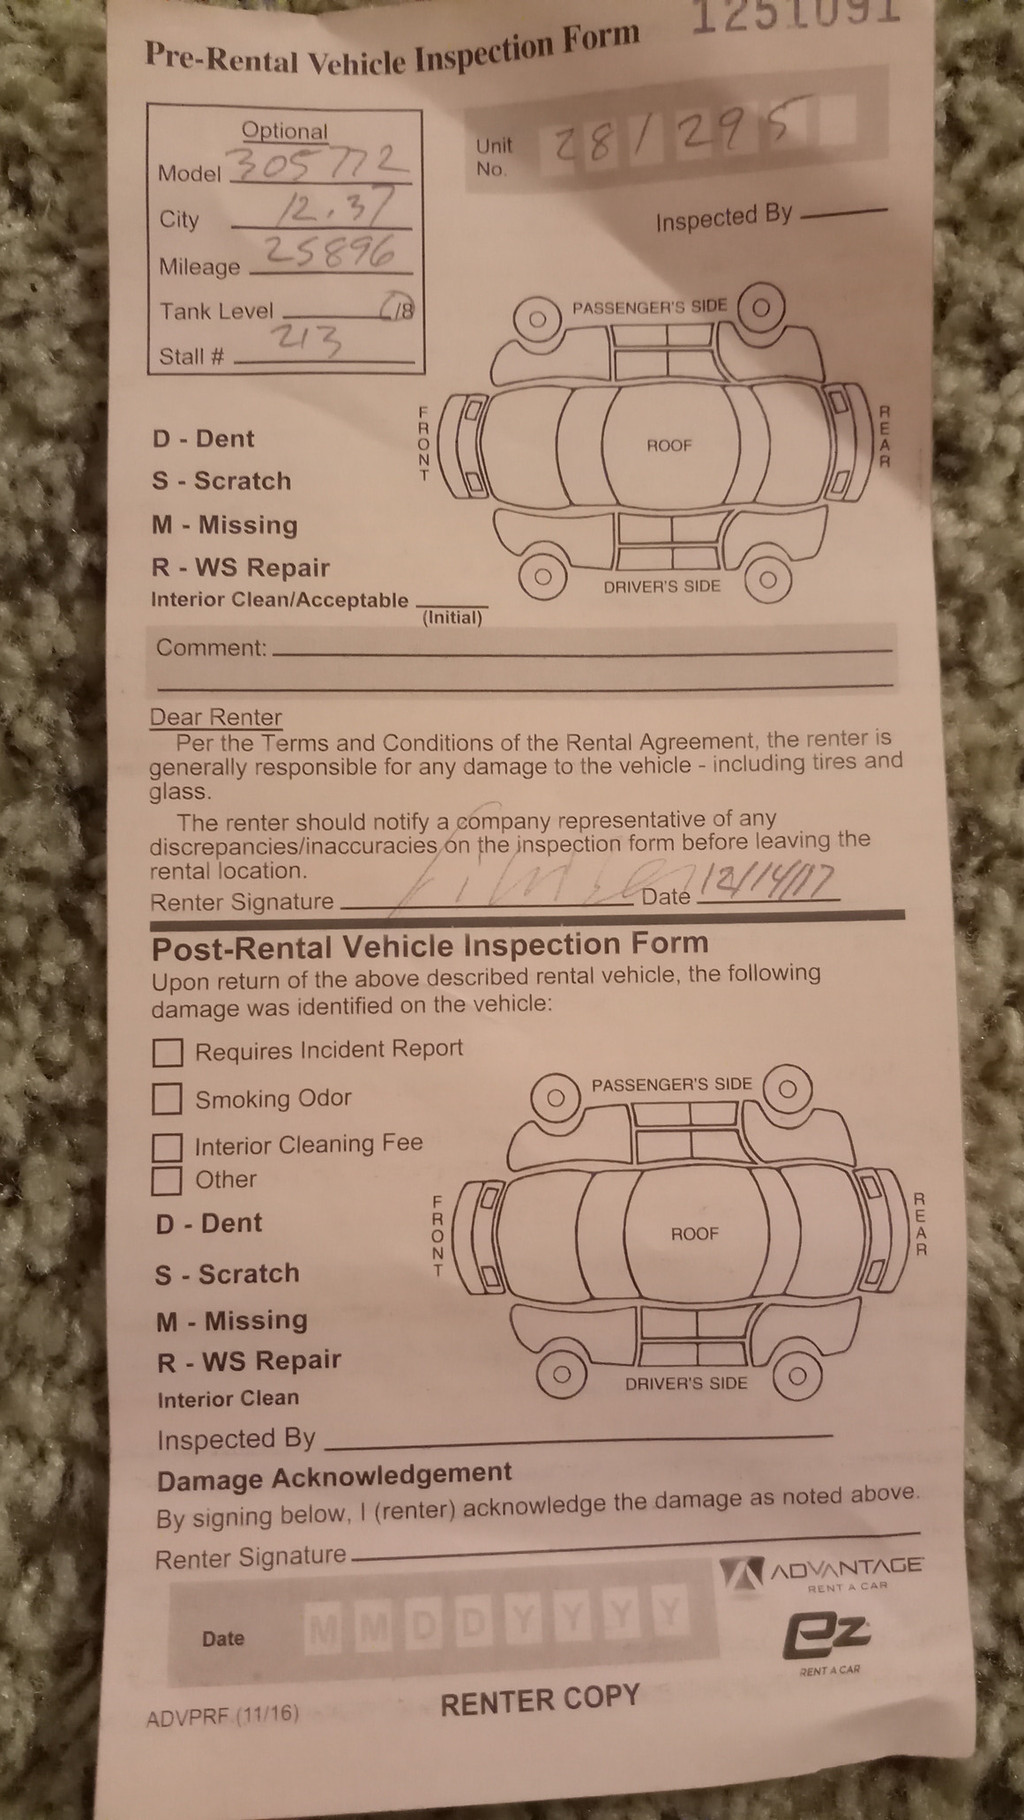 1251091
Pre-Rental Vehicle Inspection Form
Optional
Model 305772
City 12.37
Mileage 25896
Tank Level /8
Stall # 213
Unit No. 28/295
Inspected By
PASSENGER'S SIDE
FRONT
ROOF
REAR
DRIVER'S SIDE
D - Dent
S - Scratch
M - Missing
R - WS Repair
Interior Clean/Acceptable
(Initial)
Comment:
Dear Renter
Per the Terms and Conditions of the Rental Agreement, the renter is
generally responsible for any damage to the vehicle - including tires and
glass.
The renter should notify a company representative of any
discrepancies/inaccuracies on the inspection form before leaving the
rental location.
Renter Signature Date 12/14/17
Post-Rental Vehicle Inspection Form
Upon return of the above described rental vehicle, the following
damage was identified on the vehicle:
Requires Incident Report
Smoking Odor
Interior Cleaning Fee
Other
PASSENGER'S SIDE
FRONT
ROOF
REAR
DRIVER'S SIDE
D - Dent
S - Scratch
M - Missing
R - WS Repair
Interior Clean
Inspected By
Damage Acknowledgement
By signing below, I (renter) acknowledge the damage as noted above.
Renter Signature
ADVANTAGE
RENT A CAR
Date M M D D Y Y Y Y
ez
RENT A CAR
ADVPRF (11/16)
RENTER COPY